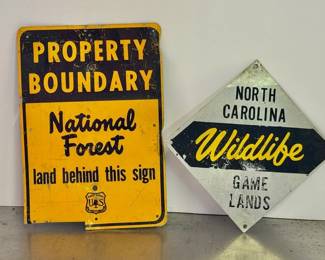 PROPERTY
BOUNDARY
National
Forest
land behind this sign
U S
NORTH
CAROLINA
Wildlife
GAME
LANDS